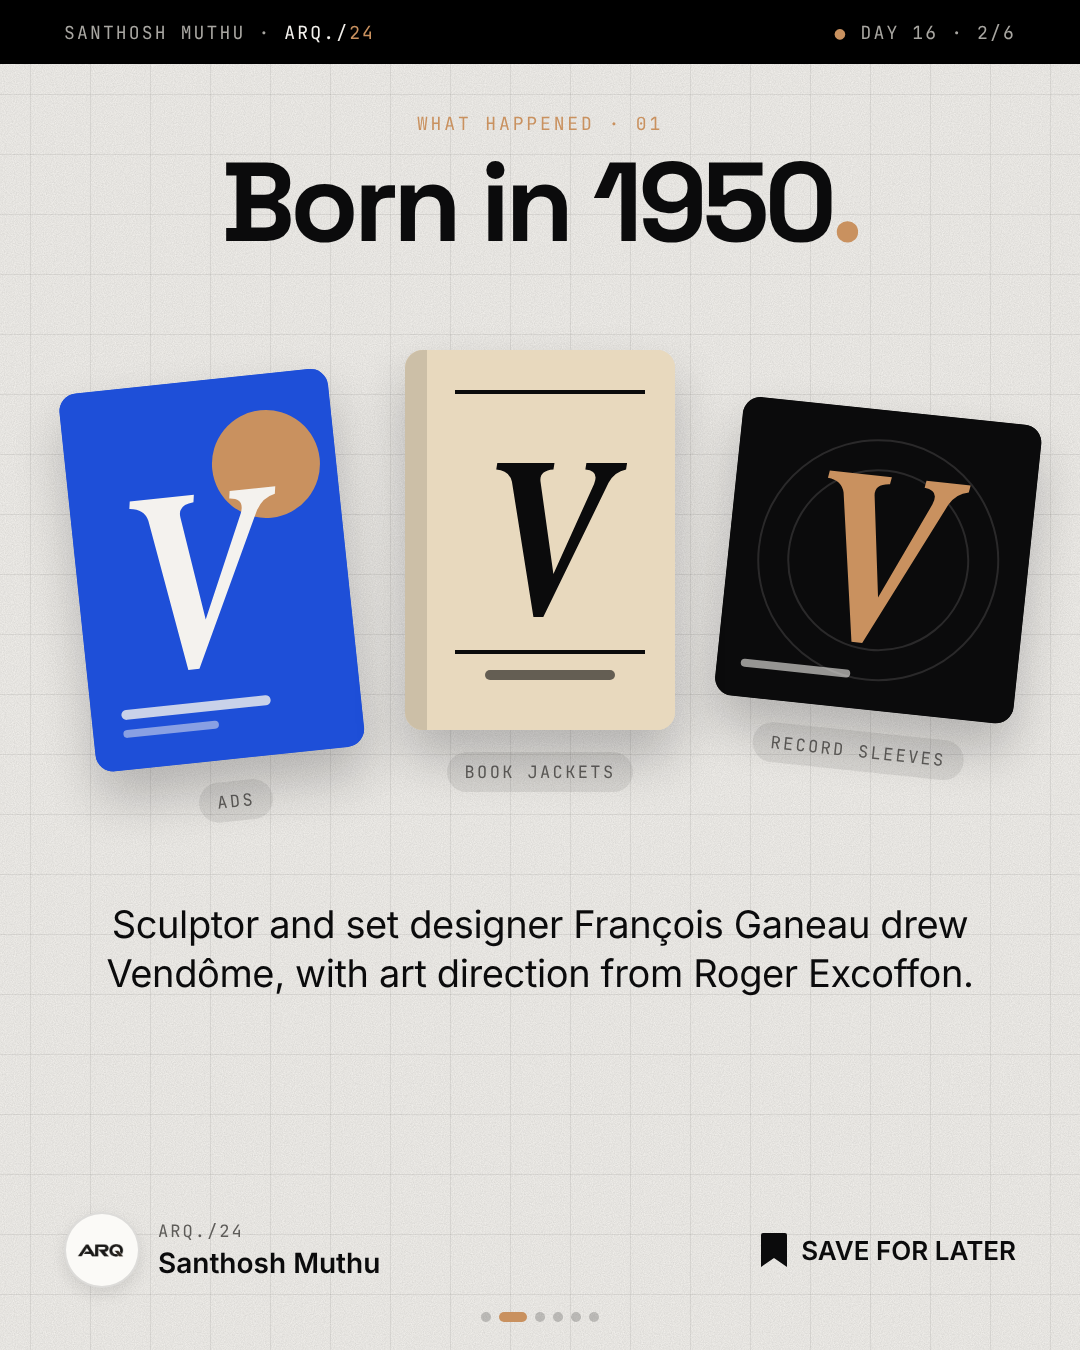 SANTHOSH MUTHU · ARQ./24
● DAY 16 · 2/6
WHAT HAPPENED · 01
Born in 1950.
V
V
V
ADS
BOOK JACKETS
RECORD SLEEVES
Sculptor and set designer François Ganeau drew
Vendôme, with art direction from Roger Excoffon.
ARQ
ARQ./24
Santhosh Muthu
SAVE FOR LATER